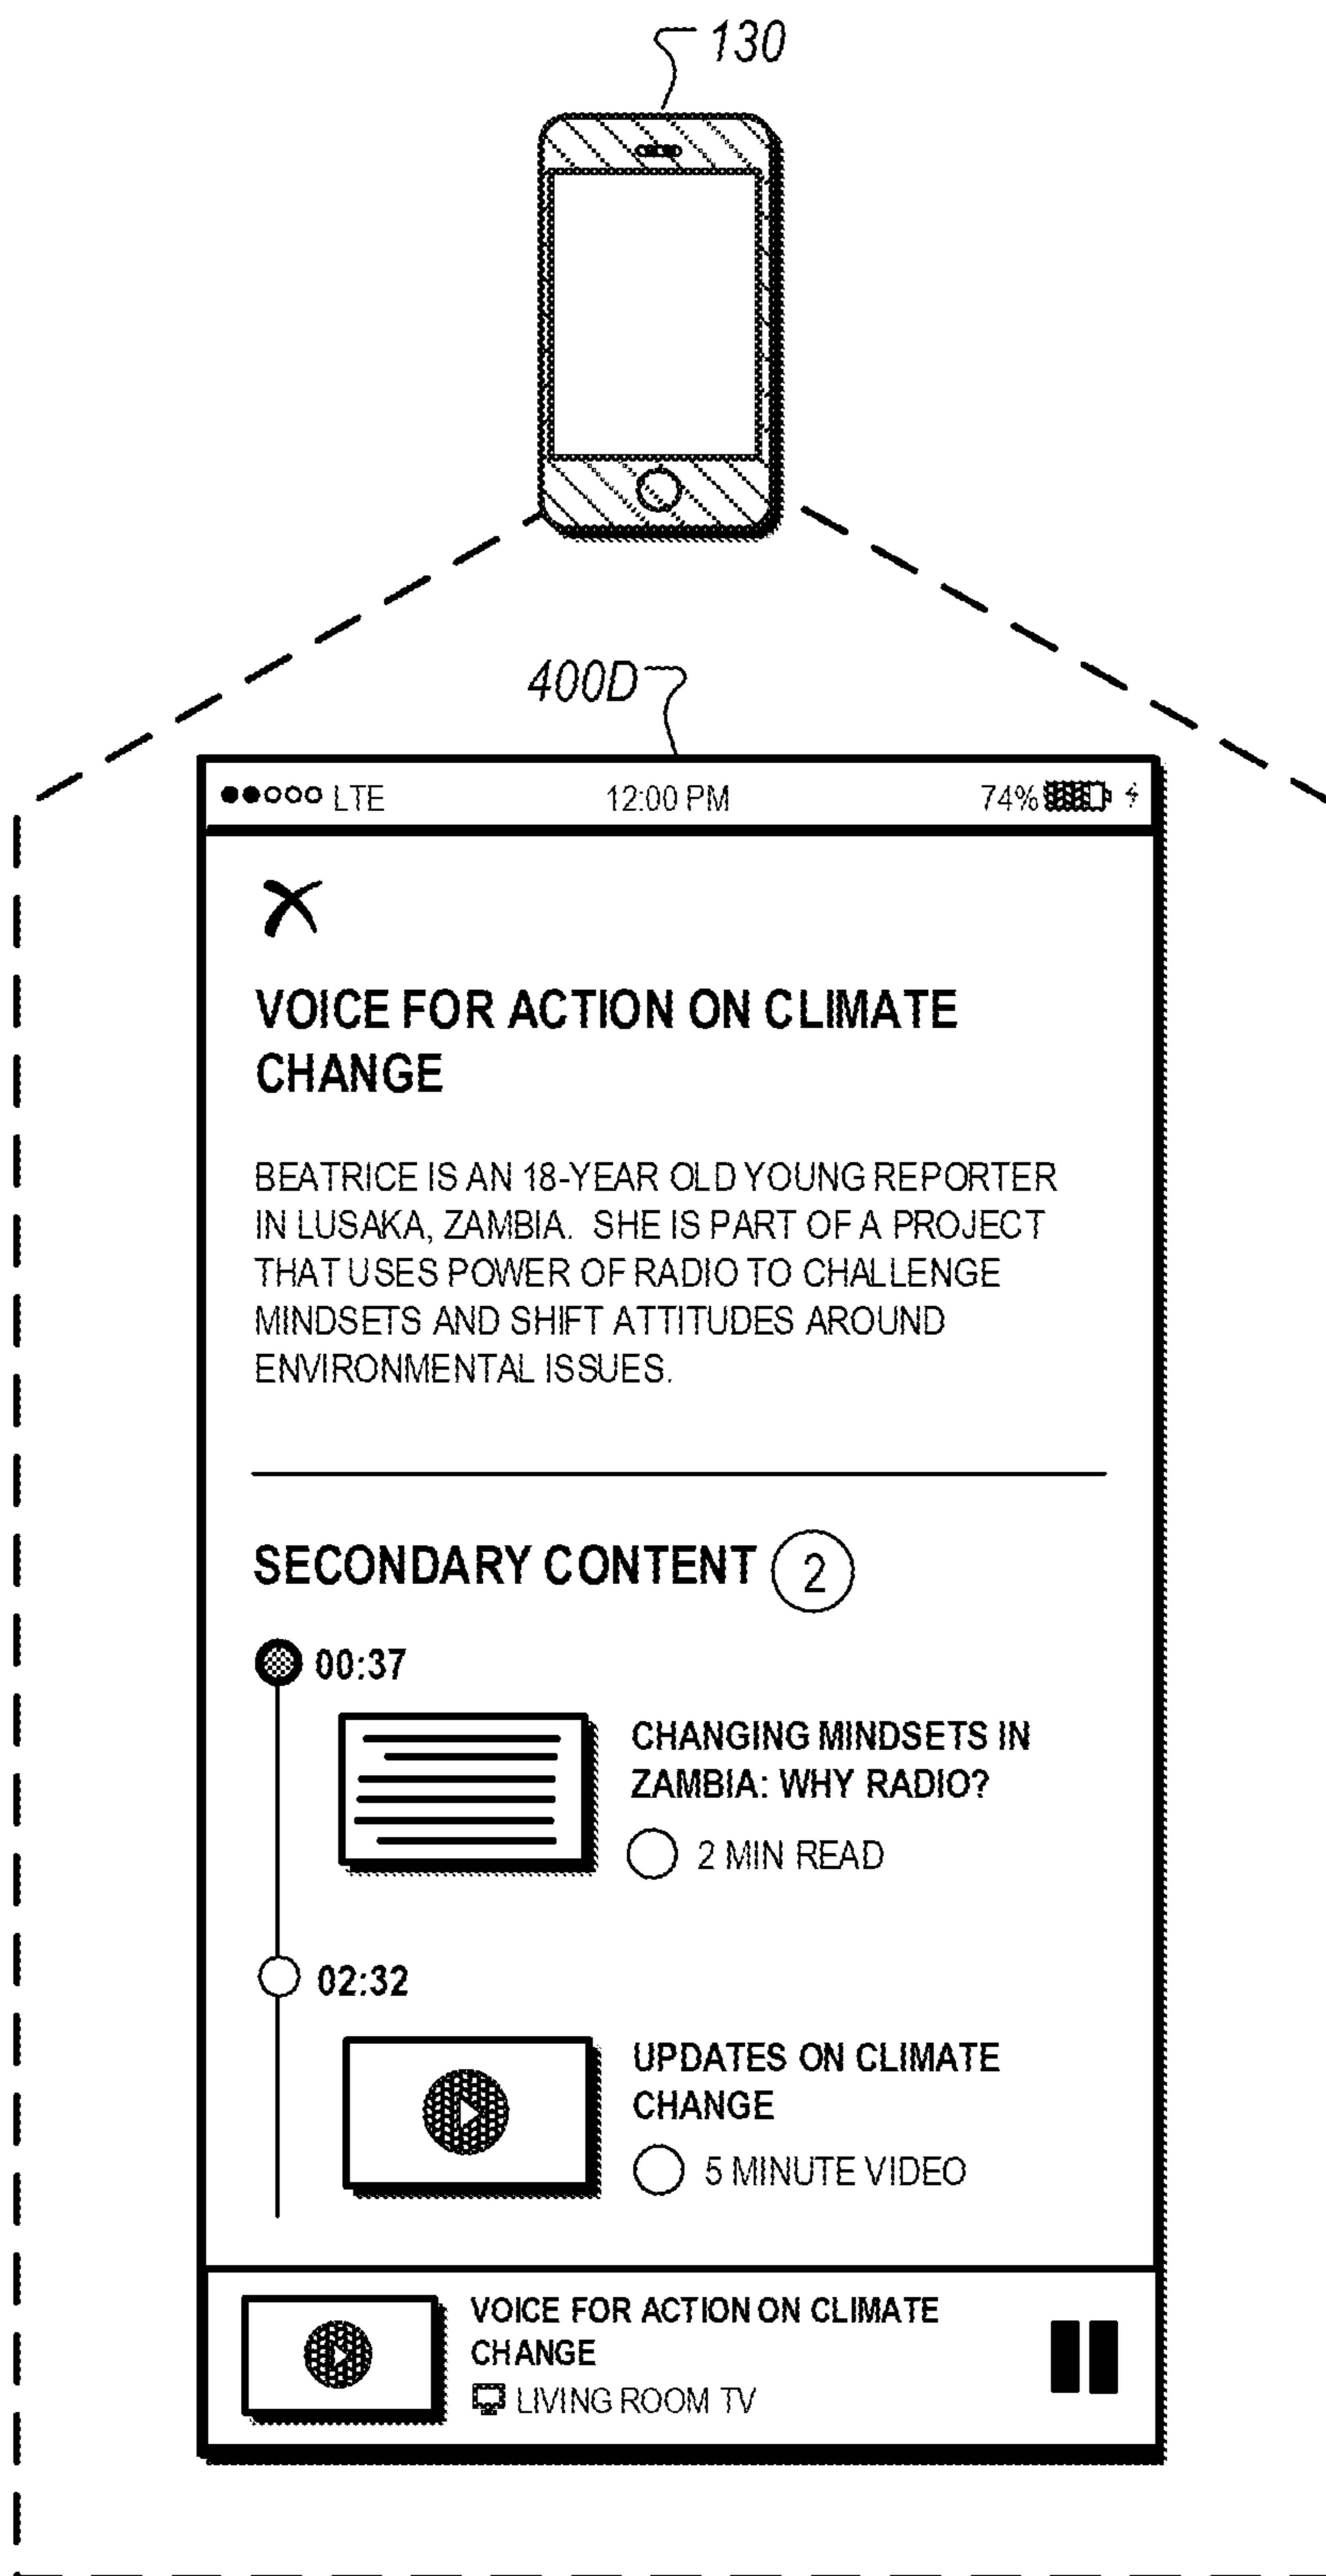 130
400D
LTE 12:00 PM 74%
VOICE FOR ACTION ON CLIMATE
CHANGE
BEATRICE IS AN 18-YEAR OLD YOUNG REPORTER
IN LUSAKA, ZAMBIA. SHE IS PART OF A PROJECT
THAT USES POWER OF RADIO TO CHALLENGE
MINDSETS AND SHIFT ATTITUDES AROUND
ENVIRONMENTAL ISSUES.
SECONDARY CONTENT 2
00:37
CHANGING MINDSETS IN
ZAMBIA: WHY RADIO?
2 MIN READ
02:32
UPDATES ON CLIMATE
CHANGE
5 MINUTE VIDEO
VOICE FOR ACTION ON CLIMATE
CHANGE
LIVING ROOM TV